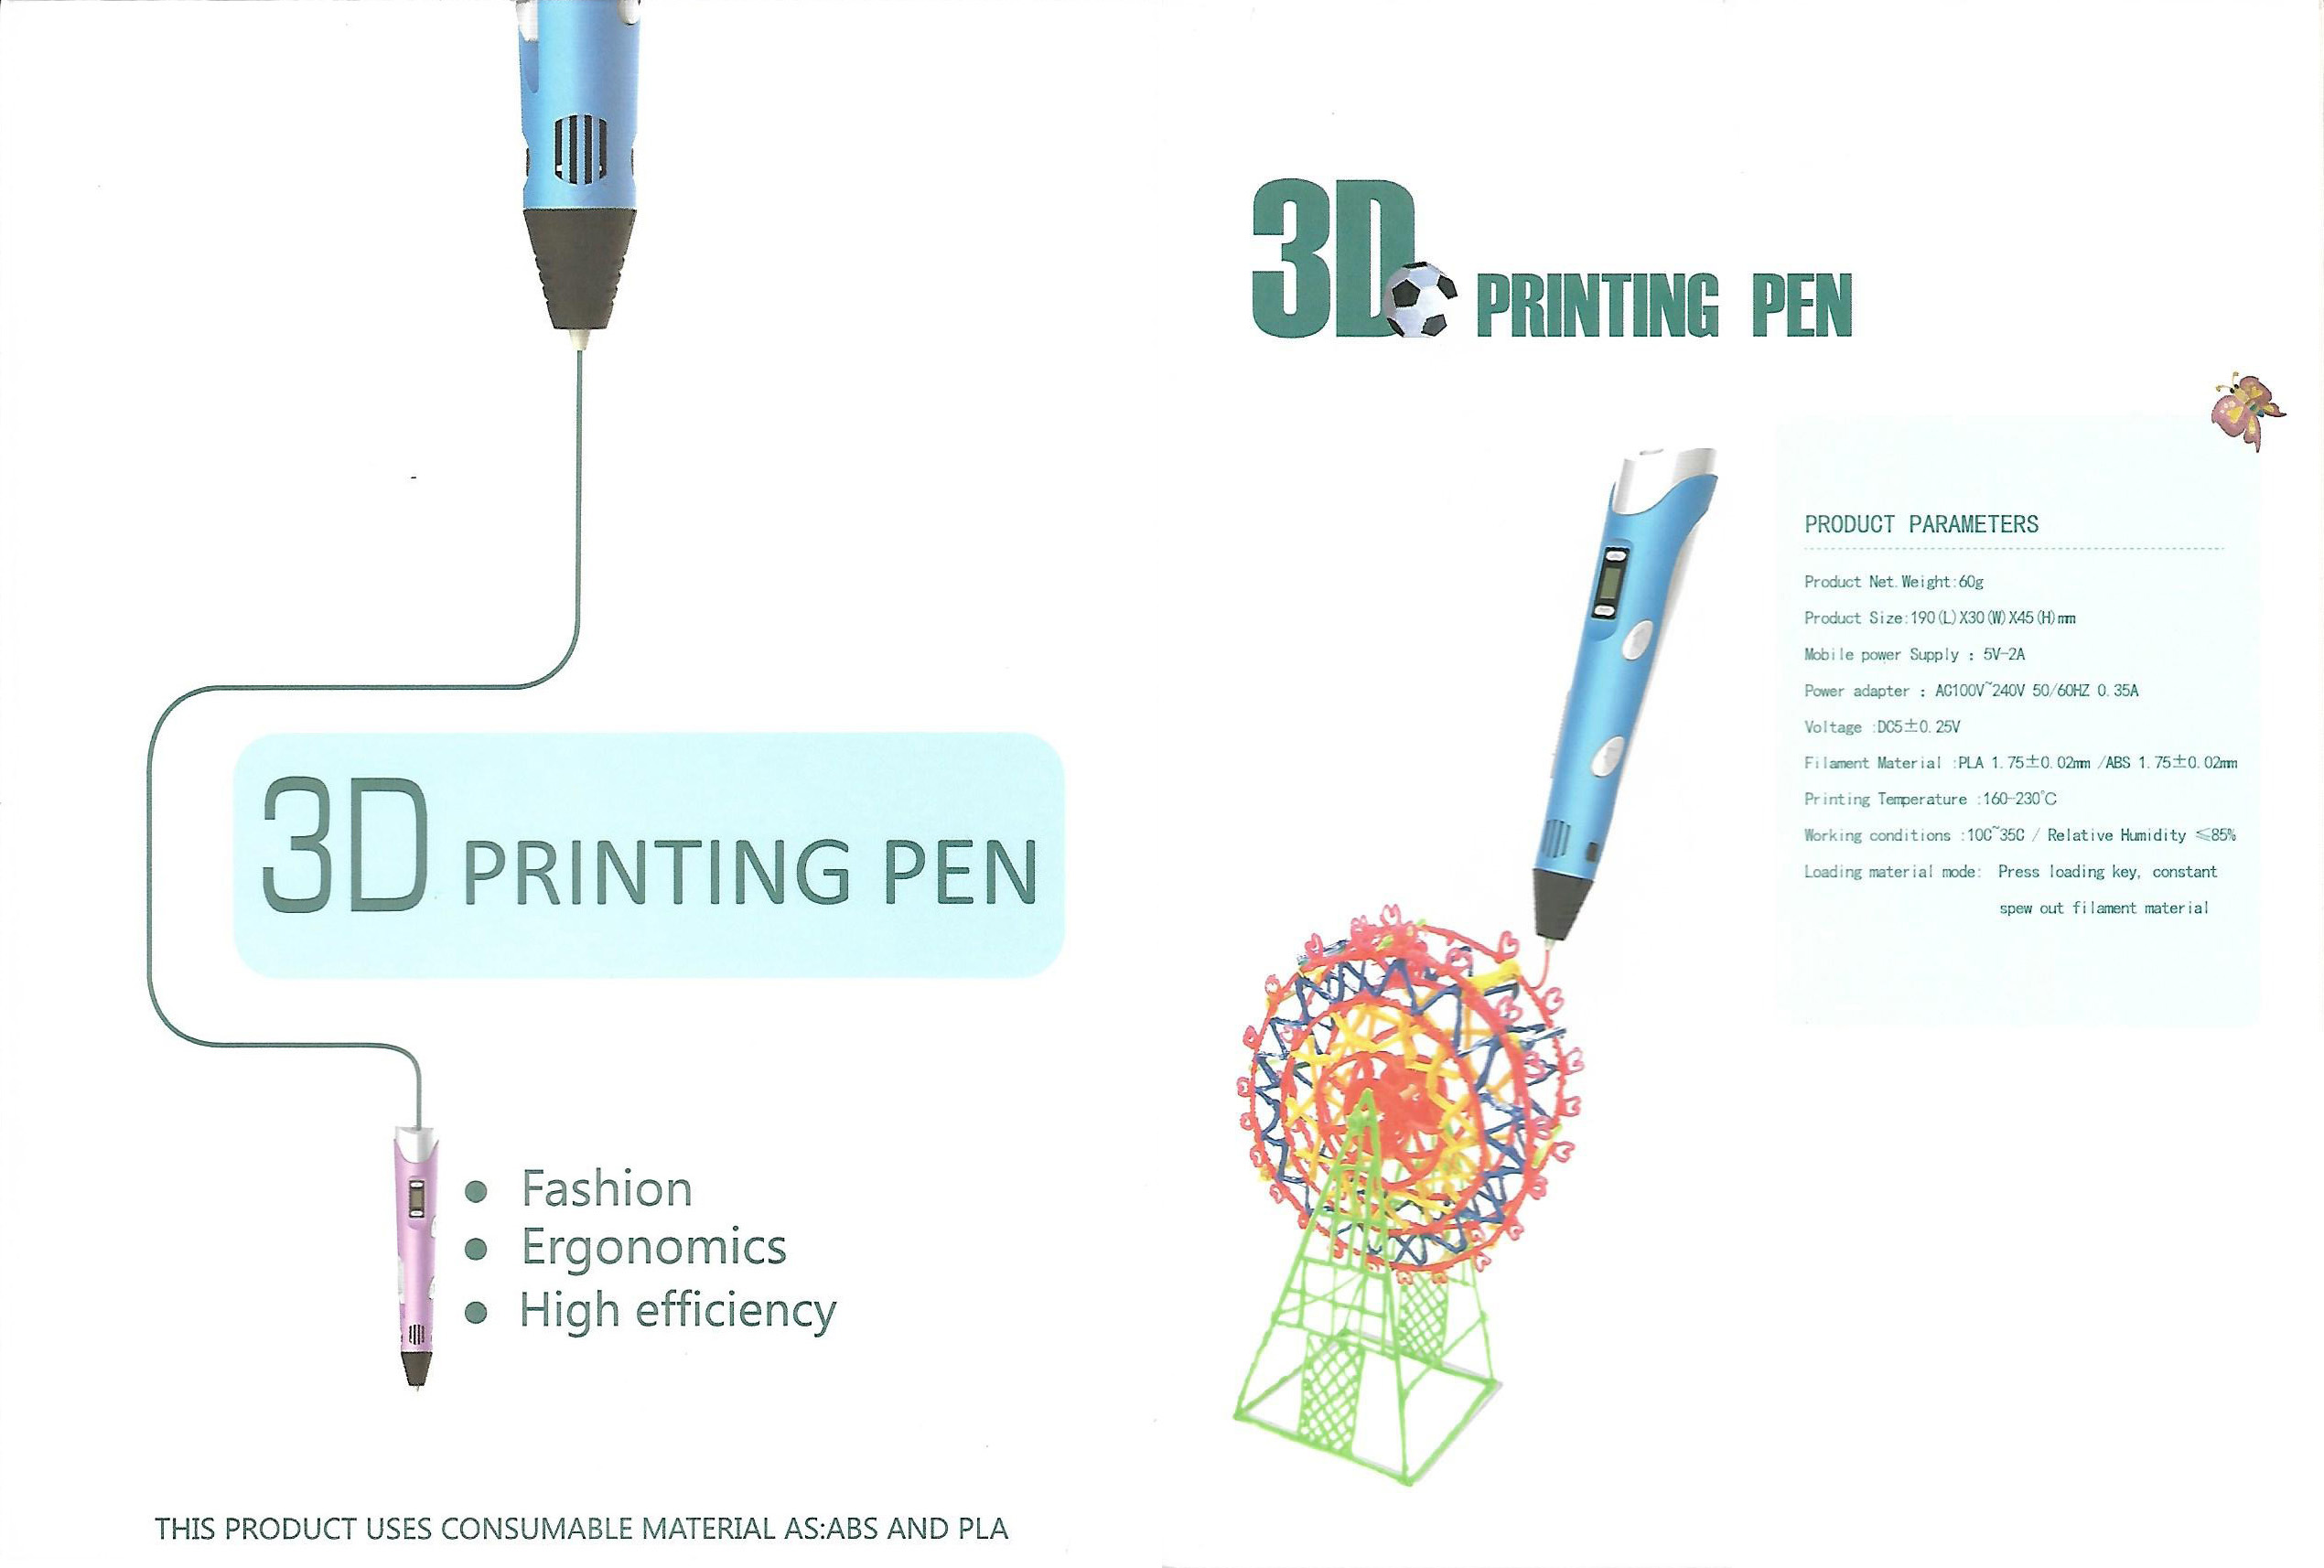 3D PRINTING PEN
• Fashion
• Ergonomics
• High efficiency
THIS PRODUCT USES CONSUMABLE MATERIAL AS:ABS AND PLA
3D PRINTING PEN
PRODUCT PARAMETERS
Product Net.Weight:60g
Product Size:190(L)X30(W)X45(H)mm
Mobile power Supply : 5V-2A
Power adapter : AC100V~240V 50/60HZ 0.35A
Voltage :DC5±0.25V
Filament Material :PLA 1.75±0.02mm /ABS 1.75±0.02mm
Printing Temperature :160-230℃
Working conditions :10C~35C / Relative Humidity ≤85%
Loading material mode: Press loading key, constant
spew out filament material